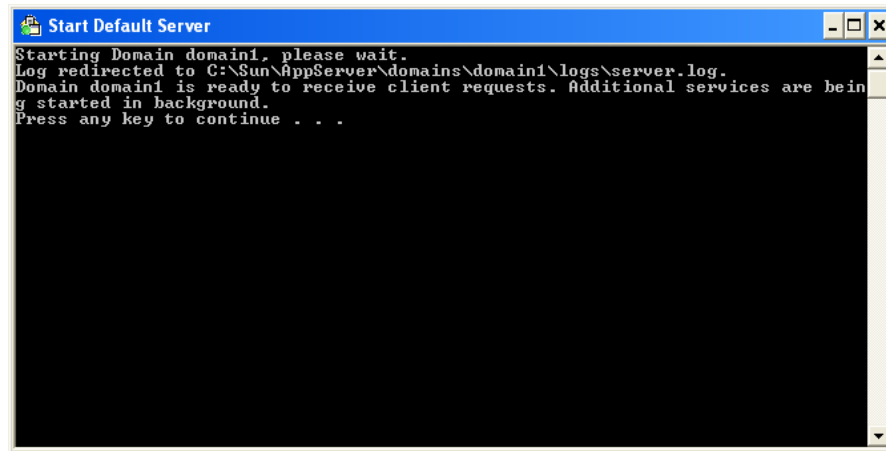 Start Default Server
Starting Domain domain1, please wait.
Log redirected to C:\Sun\AppServer\domains\domain1\logs\server.log.
Domain domain1 is ready to receive client requests. Additional services are bein
g started in background.
Press any key to continue . . .